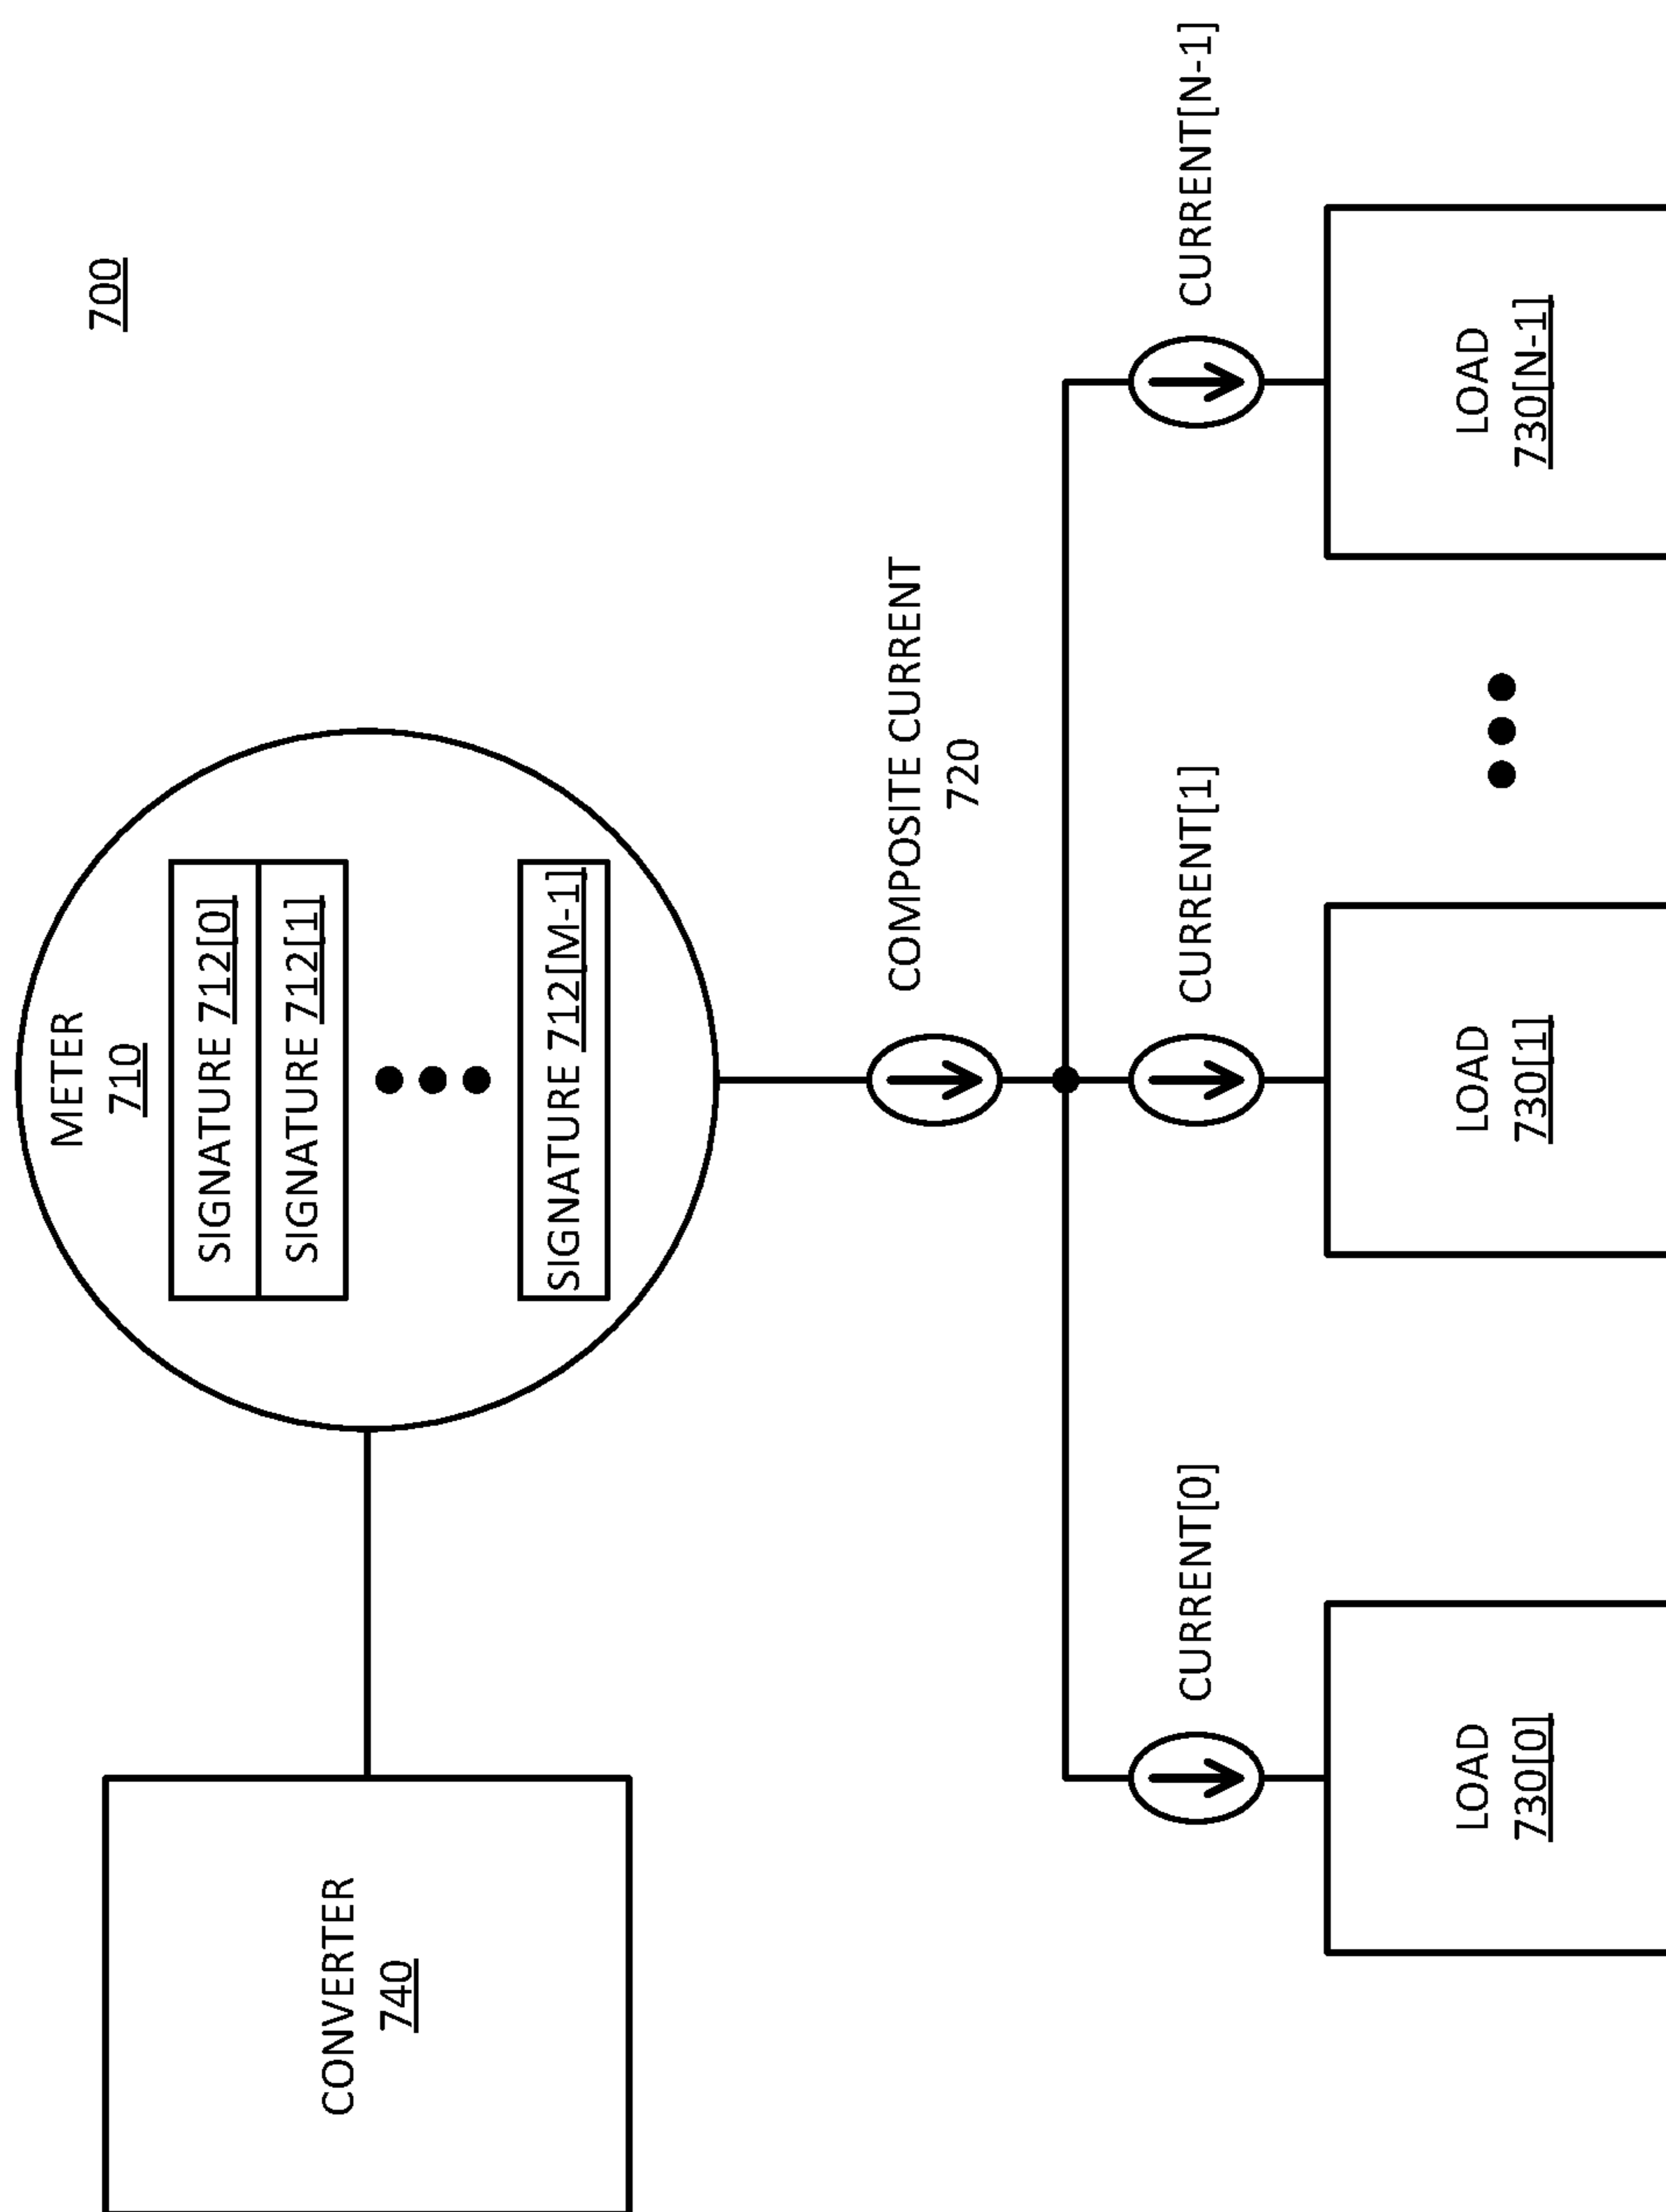 700
METER
710
SIGNATURE 712[0]
SIGNATURE 712[1]
SIGNATURE 712[M-1]
CONVERTER
740
COMPOSITE CURRENT
720
CURRENT[0]
CURRENT[1]
CURRENT[N-1]
LOAD
730[0]
LOAD
730[1]
LOAD
730[N-1]